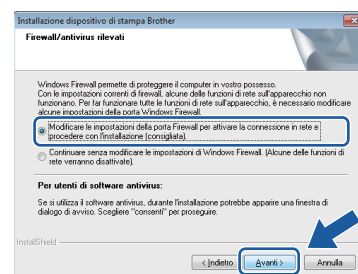 Installazione dispositivo di stampa Brother
Firewall/antivirus rilevati
Windows Firewall permette di proteggere il computer in vostro possesso.
Con le impostazioni correnti di firewall, alcune delle funzioni di rete sull'apparecchio non
funzionano. Per far funzionare tutte le funzioni di rete sull'apparecchio, è necessario modificare
alcune impostazioni della porta Windows Firewall.
Modificare le impostazioni della porta Firewall per attivare la connessione in rete e
procedere con l'installazione (consigliata).
Continuare senza modificare le impostazioni di Windows Firewall. (Alcune delle funzioni di
rete verranno disattivate).
Per utenti di software antivirus:
Se si utilizza il software antivirus, durante l'installazione potrebbe apparire una finestra di
dialogo di avviso. Scegliere "consenti" per proseguire.
InstallShield
< Indietro
Avanti >
Annulla